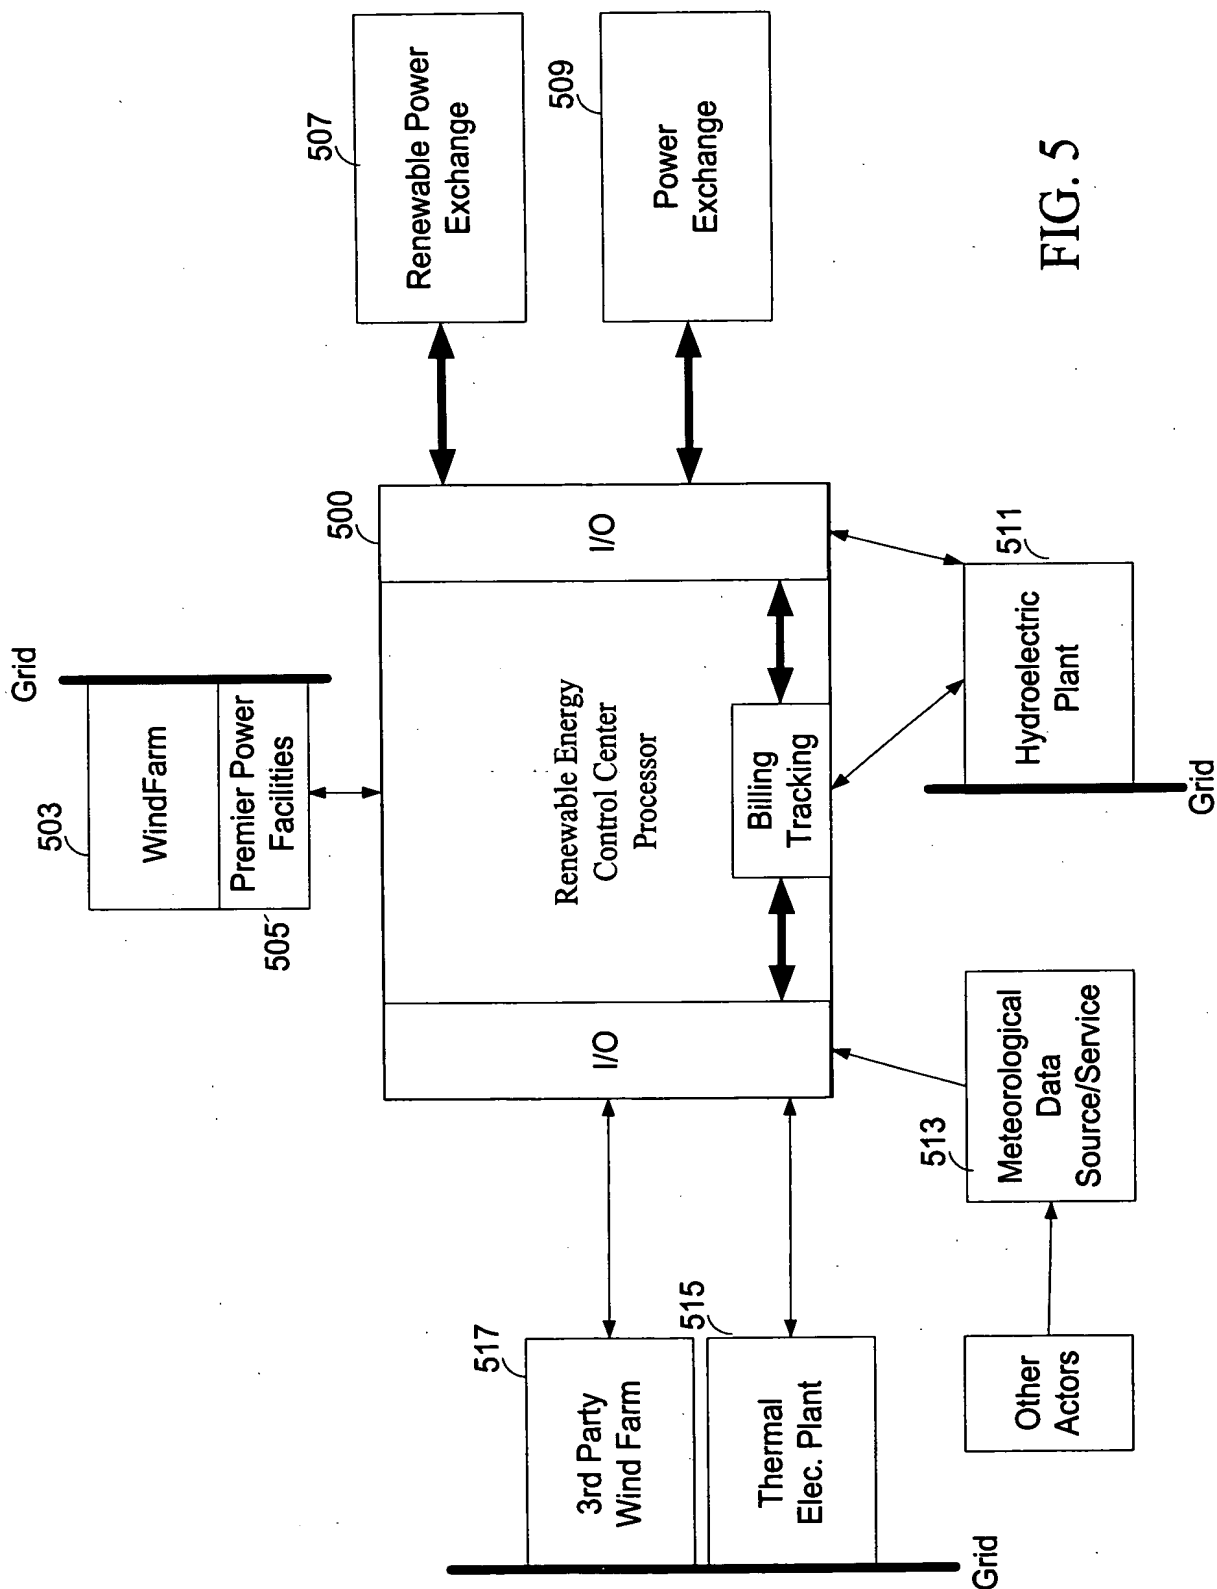 Grid
503
WindFarm
Premier Power
Facilities
505
507
Renewable Power
Exchange
509
Power
Exchange
500
I/O
Renewable Energy
Control Center
Processor
Billing
Tracking
I/O
517
3rd Party
Wind Farm
515
Thermal
Elec. Plant
Grid
Other
Actors
513
Meteorological
Data
Source/Service
511
Hydroelectric
Plant
Grid
FIG. 5